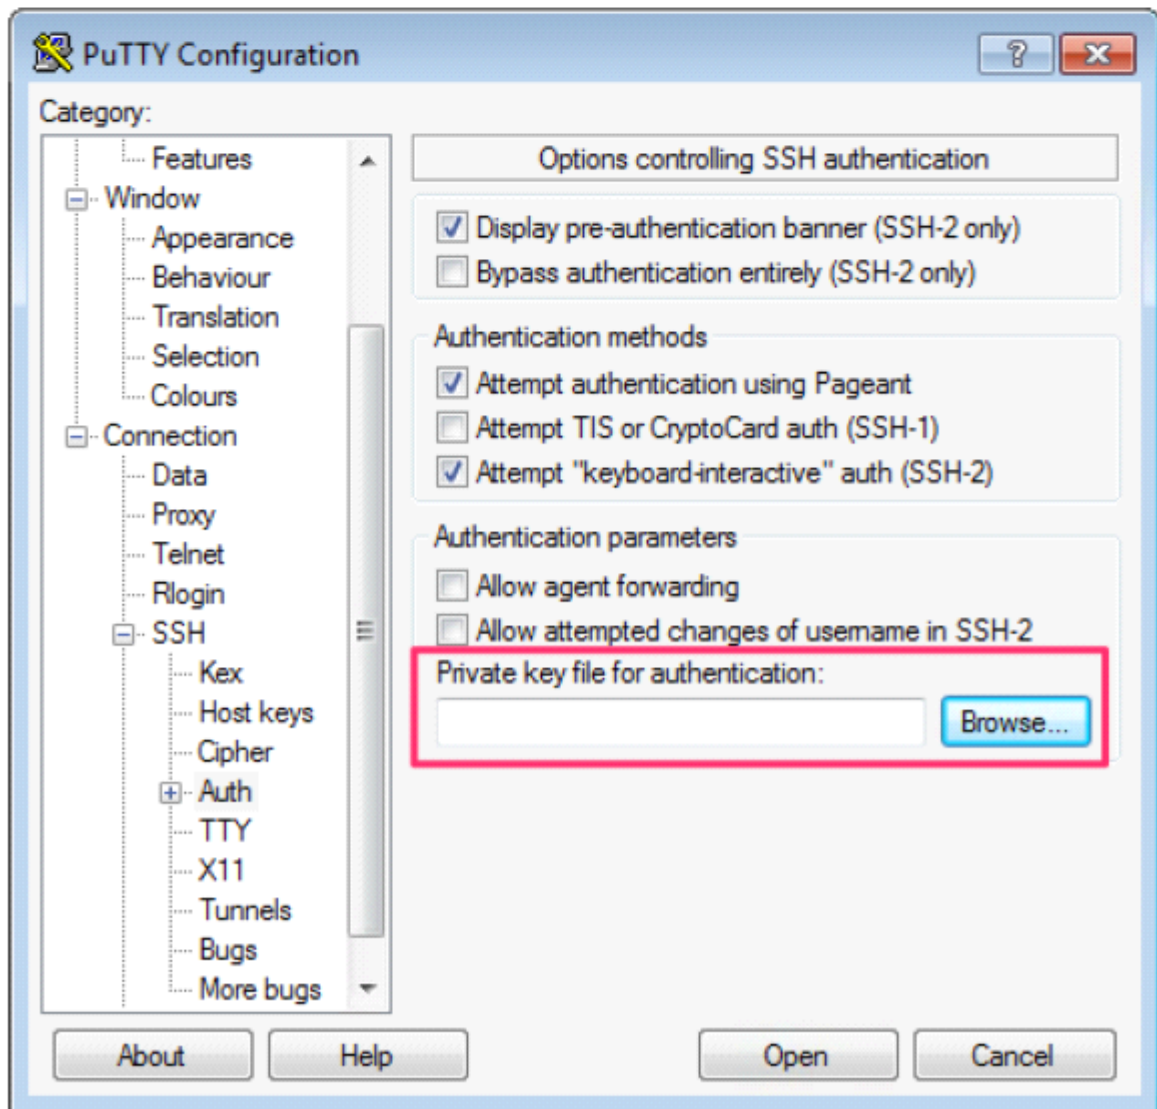 PuTTY Configuration
Category:
Features
Window
Appearance
Behaviour
Translation
Selection
Colours
Connection
Data
Proxy
Telnet
Rlogin
SSH
Kex
Host keys
Cipher
Auth
TTY
X11
Tunnels
Bugs
More bugs
Options controlling SSH authentication
Display pre-authentication banner (SSH-2 only)
Bypass authentication entirely (SSH-2 only)
Authentication methods
Attempt authentication using Pageant
Attempt TIS or CryptoCard auth (SSH-1)
Attempt "keyboard-interactive" auth (SSH-2)
Authentication parameters
Allow agent forwarding
Allow attempted changes of username in SSH-2
Private key file for authentication:
Browse...
About
Help
Open
Cancel